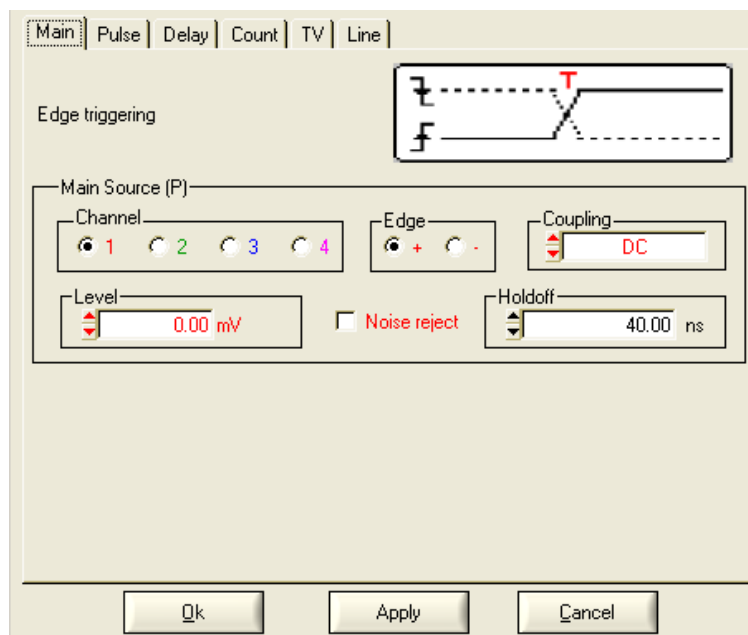 Main Pulse Delay Count TV Line
T
Edge triggering
Main Source (P)
Channel Edge Coupling
1 2 3 4 + - DC
Level Holdoff
0.00 mV Noise reject 40.00 ns
Ok Apply Cancel